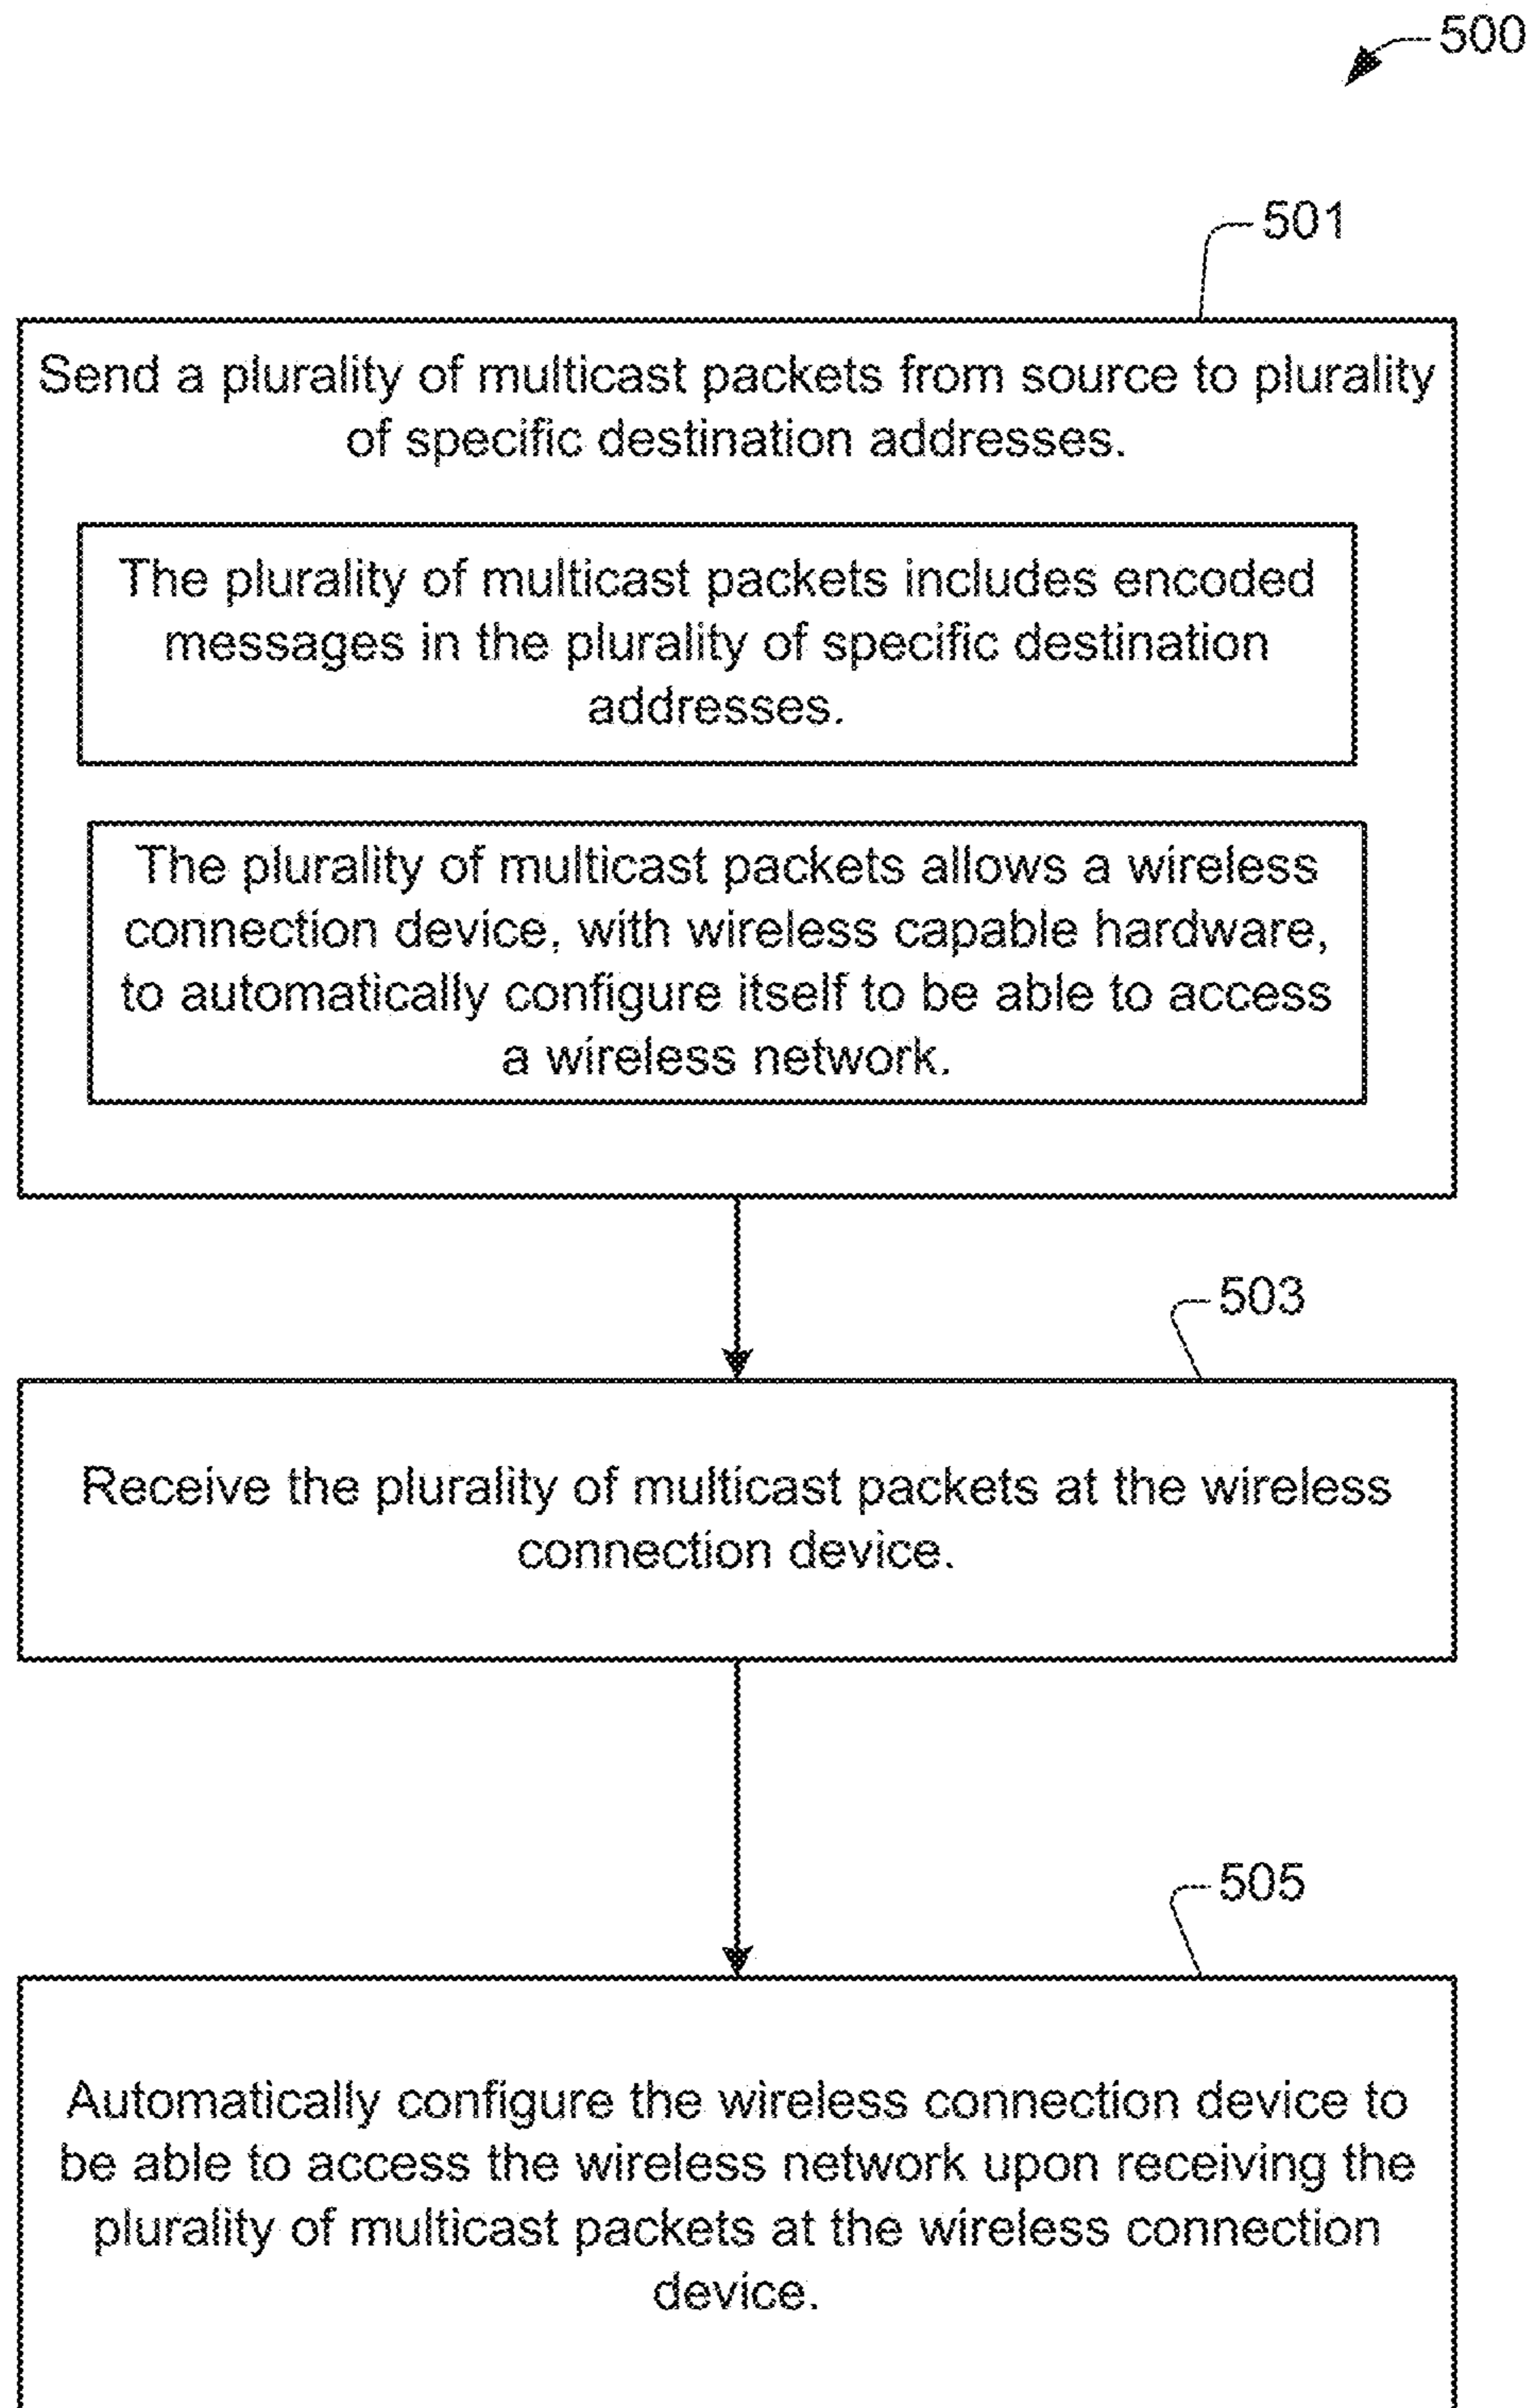 500
501
Send a plurality of multicast packets from source to plurality
of specific destination addresses.
The plurality of multicast packets includes encoded
messages in the plurality of specific destination
addresses.
The plurality of multicast packets allows a wireless
connection device, with wireless capable hardware,
to automatically configure itself to be able to access
a wireless network.
503
Receive the plurality of multicast packets at the wireless
connection device.
505
Automatically configure the wireless connection device to
be able to access the wireless network upon receiving the
plurality of multicast packets at the wireless connection
device.